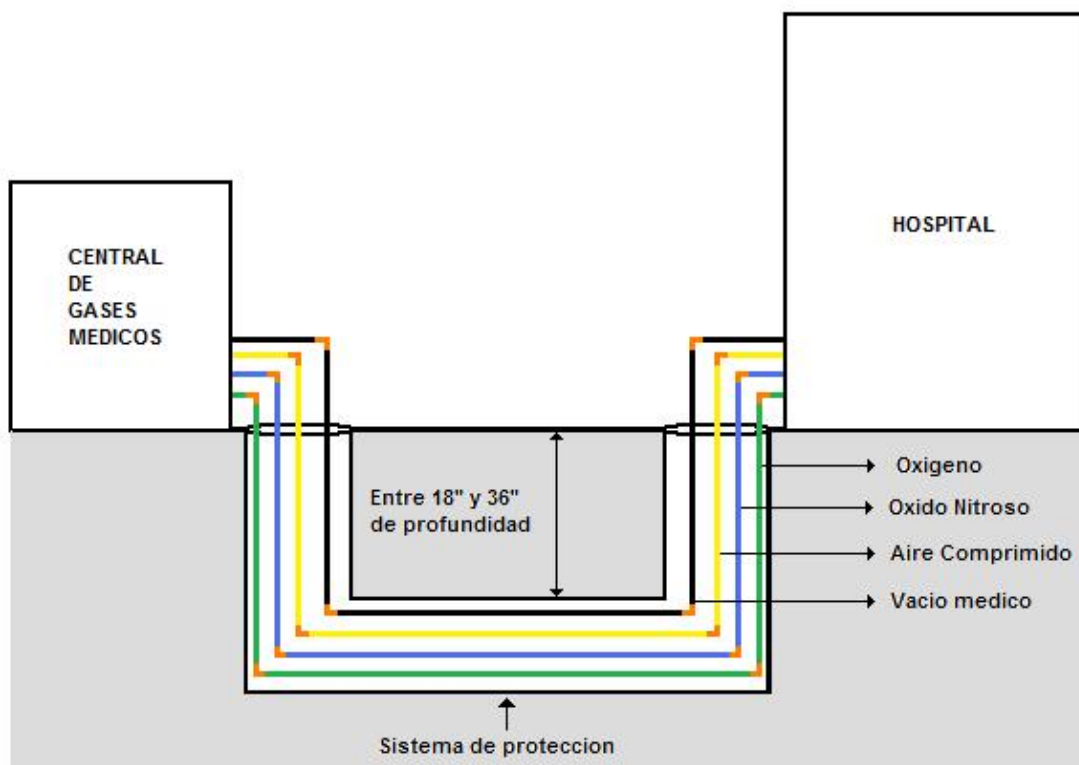 CENTRAL
DE
GASES
MEDICOS
HOSPITAL
Entre 18" y 36"
de profundidad
Oxigeno
Oxido Nitroso
Aire Comprimido
Vacio medico
Sistema de proteccion